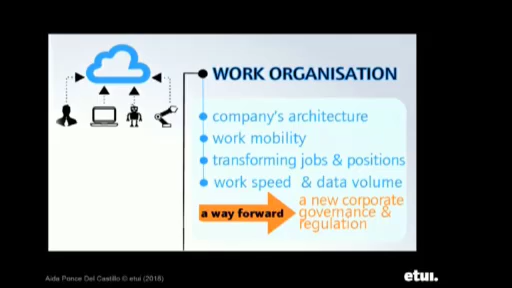 WORK ORGANISATION
company's architecture
work mobility
transforming jobs & positions
work speed & data volume
a way forward
a new corporate
governance &
regulation
Aida Ponce Del Castillo © etui (2016)
etui.